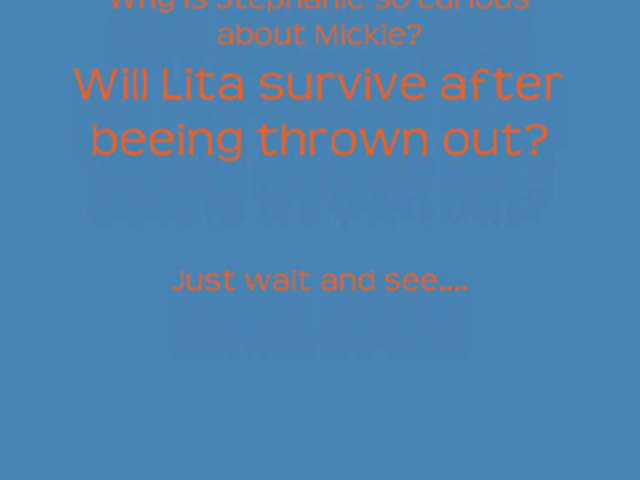 Why is Stephanie so curious
about Mickie?
Will Lita survive after
beeing thrown out?
Just wait and see....